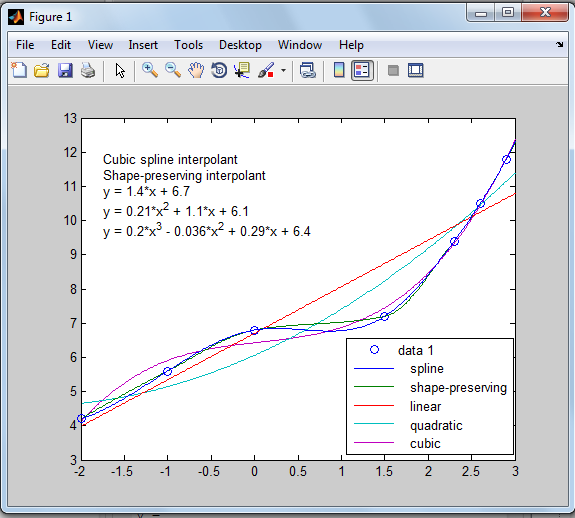 Figure 1
File Edit View Insert Tools Desktop Window Help
13
12
11
10
9
8
7
6
5
4
3
Cubic spline interpolant
Shape-preserving interpolant
y = 1.4*x + 6.7
y = 0.21*x² + 1.1*x + 6.1
y = 0.2*x³ - 0.036*x² + 0.29*x + 6.4
data 1
spline
shape-preserving
linear
quadratic
cubic
-2 -1.5 -1 -0.5 0 0.5 1 1.5 2 2.5 3